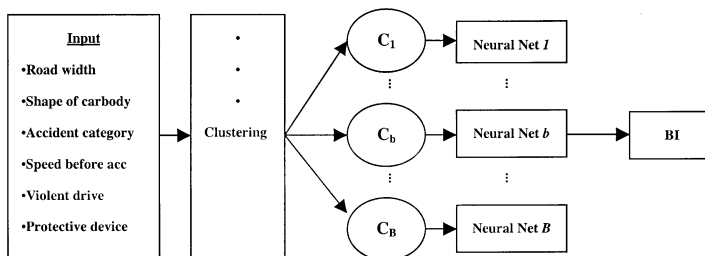 Input
•Road width
•Shape of carbody
•Accident category
•Speed before acc
•Violent drive
•Protective device
Clustering
C1
Neural Net 1
Cb
Neural Net b
BI
CB
Neural Net B